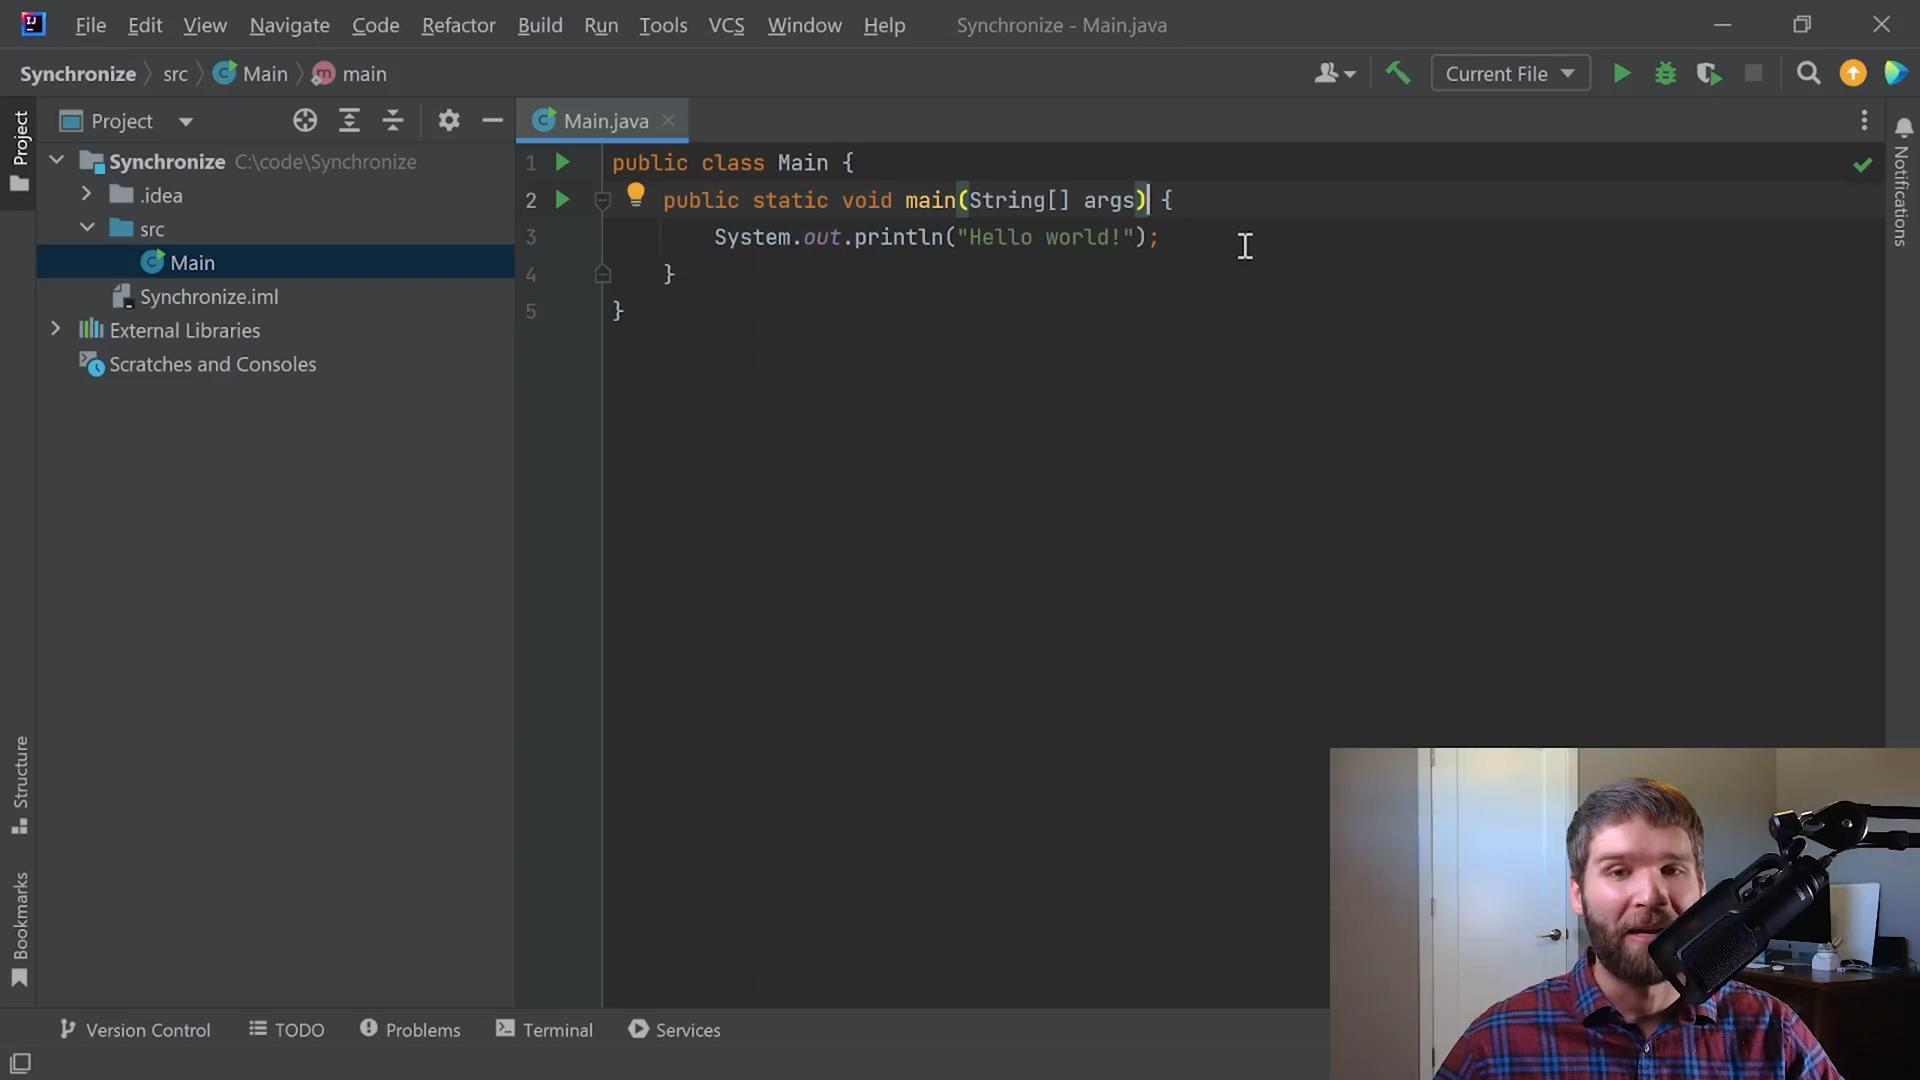 File Edit View Navigate Code Refactor Build Run Tools VCS Window Help Synchronize - Main.java
Synchronize src Main main Current File
Project Project Main.java Notifications
Synchronize C:\code\Synchronize
.idea
src
Main
Synchronize.iml
External Libraries
Scratches and Consoles
1 public class Main {
2 public static void main(String[] args) {
3 System.out.println("Hello world!");
4 }
5 }
Structure
Bookmarks
Version Control TODO Problems Terminal Services